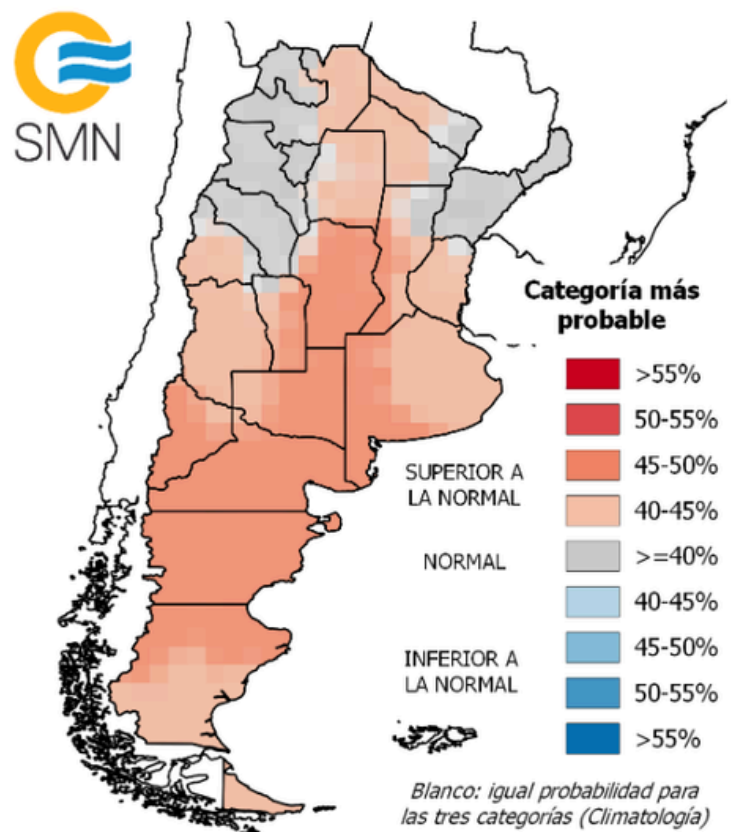 SMN
Categoría más
probable
>55%
50-55%
45-50%
40-45%
>=40%
40-45%
45-50%
50-55%
>55%
SUPERIOR A
LA NORMAL
NORMAL
INFERIOR A
LA NORMAL
Blanco: igual probabilidad para
las tres categorías (Climatología)